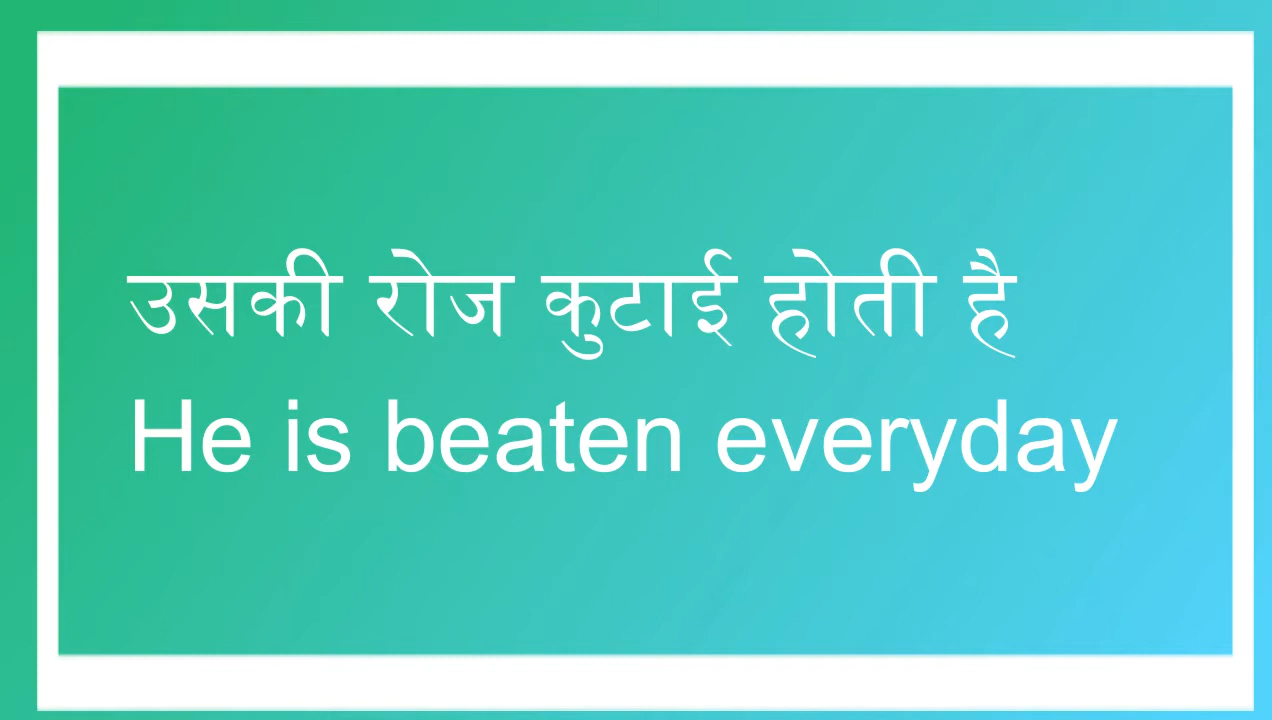 उसकी रोज कुटाई होती है
He is beaten everyday